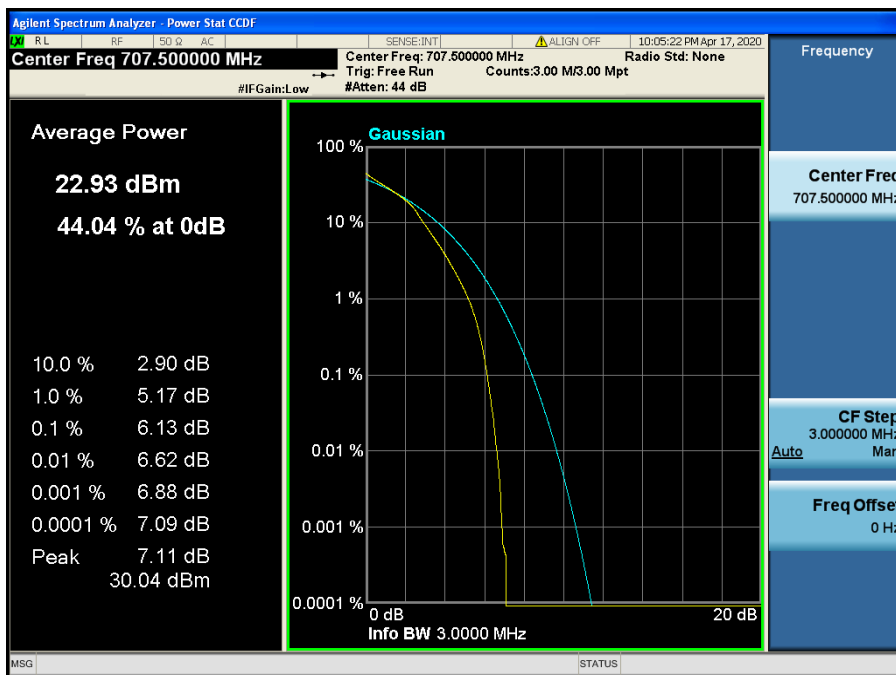 Agilent Spectrum Analyzer - Power Stat CCDF
LXI RL RF 50 Ω AC SENSE:INT ALIGN OFF 10:05:22 PM Apr 17, 2020
Center Freq 707.500000 MHz
Center Freq: 707.500000 MHz Radio Std: None
Trig: Free Run Counts:3.00 M/3.00 Mpt
#IFGain:Low #Atten: 44 dB
Frequency
Average Power
22.93 dBm
44.04 % at 0dB
10.0 % 2.90 dB
1.0 % 5.17 dB
0.1 % 6.13 dB
0.01 % 6.62 dB
0.001 % 6.88 dB
0.0001 % 7.09 dB
Peak 7.11 dB
30.04 dBm
Gaussian
100 %
10 %
1 %
0.1 %
0.01 %
0.001 %
0.0001 %
0 dB 20 dB
Info BW 3.0000 MHz
Center Freq
707.500000 MHz
CF Step
3.000000 MHz
Auto Man
Freq Offset
0 Hz
MSG STATUS